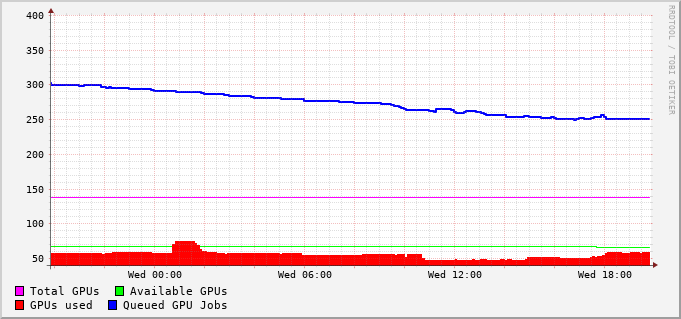 400
350
300
250
200
150
100
50
Wed 00:00 Wed 06:00 Wed 12:00 Wed 18:00
Total GPUs Available GPUs
GPUs used Queued GPU Jobs
RRDTOOL / TOBI OETIKER